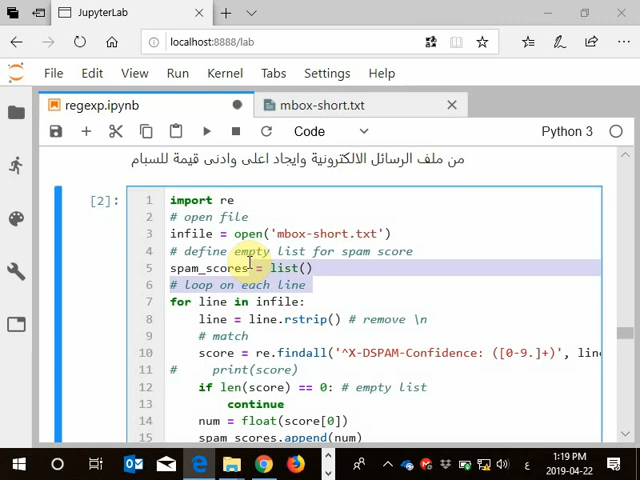 JupyterLab
localhost:8888/lab
File Edit View Run Kernel Tabs Settings Help
regexp.ipynb
mbox-short.txt
Code
Python 3
من ملف الرسائل الالكترونية وايجاد اعلى وادنى قيمة للسبام
[2]:
1 import re
2 # open file
3 infile = open('mbox-short.txt')
4 # define empty list for spam score
5 spam_scores = list()
6 # loop on each line
7 for line in infile:
8 line = line.rstrip() # remove \n
9 # match
10 score = re.findall('^X-DSPAM-Confidence: ([0-9.]+)', line
11 # print(score)
12 if len(score) == 0: # empty list
13 continue
14 num = float(score[0])
15 spam_scores.append(num)
ع
1:19 PM
2019-04-22